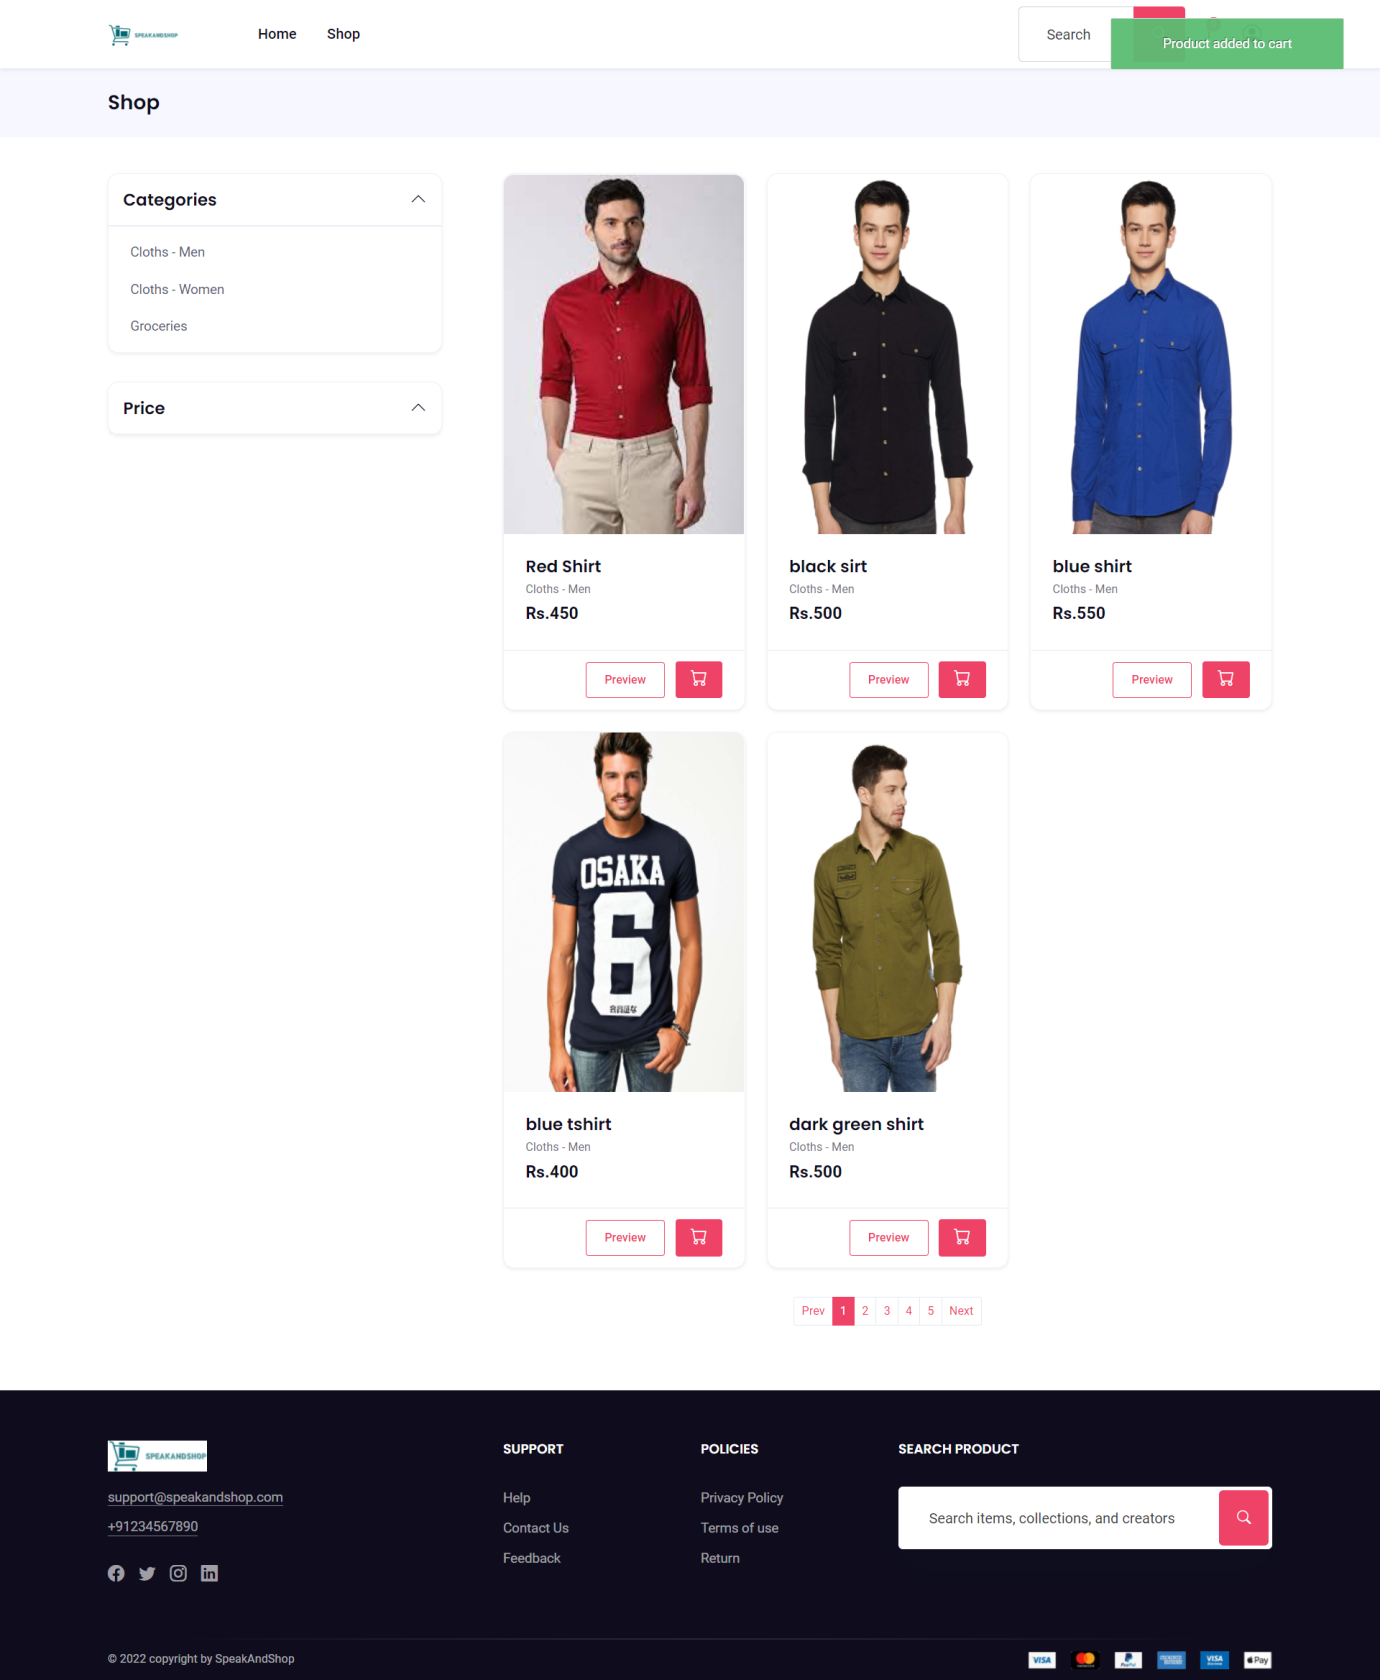 SPEAKANDSHOP
Home
Shop
Search
Product added to cart
Shop
Categories
Cloths - Men
Cloths - Women
Groceries
Price
Red Shirt
Cloths - Men
Rs.450
Preview
black sirt
Cloths - Men
Rs.500
Preview
blue shirt
Cloths - Men
Rs.550
Preview
OSAKA
6
blue tshirt
Cloths - Men
Rs.400
Preview
dark green shirt
Cloths - Men
Rs.500
Preview
Prev 1 2 3 4 5 Next
SPEAKANDSHOP
support@speakandshop.com
+91234567890
SUPPORT
Help
Contact Us
Feedback
POLICIES
Privacy Policy
Terms of use
Return
SEARCH PRODUCT
Search items, collections, and creators
© 2022 copyright by SpeakAndShop
VISA
PayPal
VISA
Pay